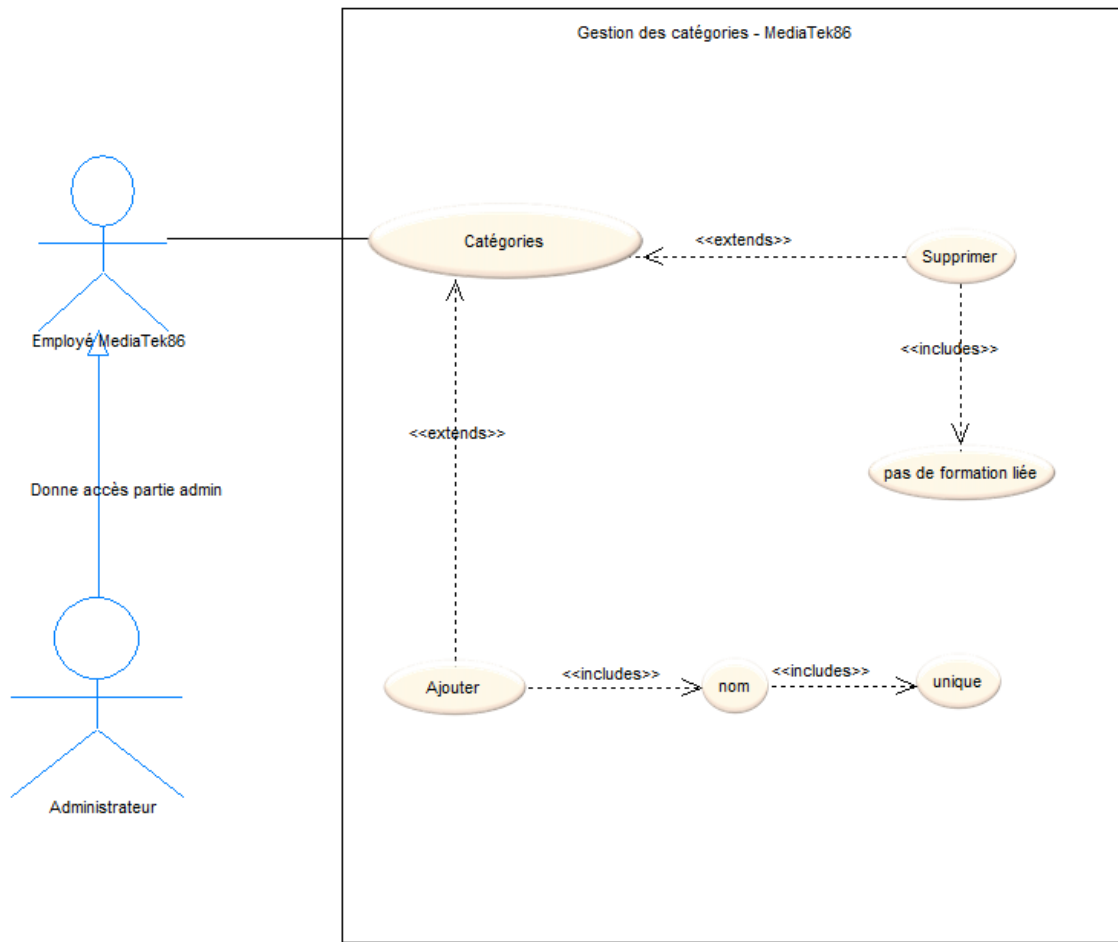 Gestion des catégories - MediaTek86
Catégories
<<extends>>
Supprimer
Employé MediaTek86
<<includes>>
<<extends>>
pas de formation liée
Donne accès partie admin
Ajouter
<<includes>>
nom
<<includes>>
unique
Administrateur